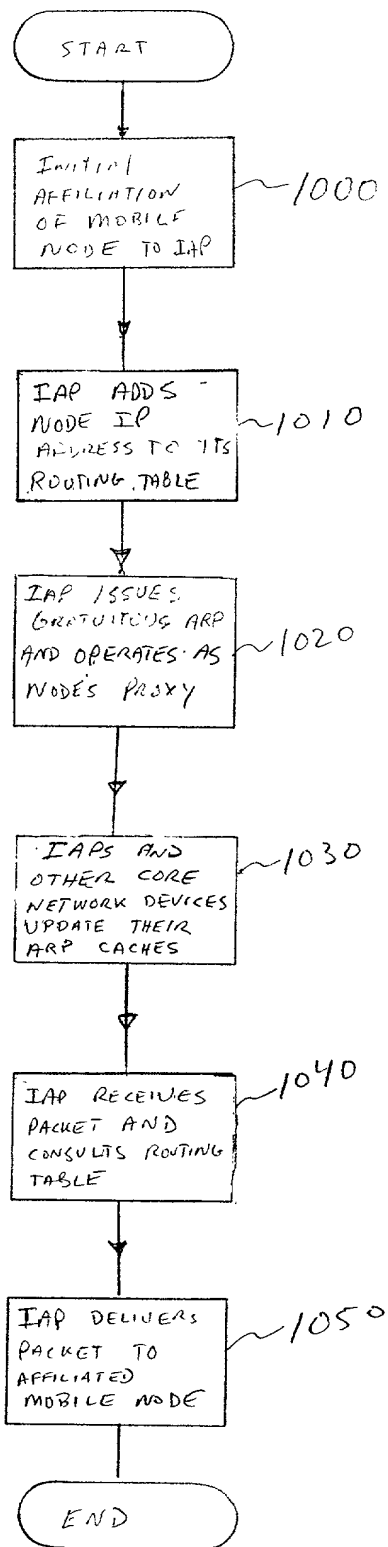 START
INITIAL
AFFILIATION
OF MOBILE
NODE TO IAP
1000
IAP ADDS
NODE IP
ADDRESS TO ITS
ROUTING TABLE
1010
IAP ISSUES
GRATUITOUS ARP
AND OPERATES AS
NODE'S PROXY
1020
IAPS AND
OTHER CORE
NETWORK DEVICES
UPDATE THEIR
ARP CACHES
1030
IAP RECEIVES
PACKET AND
CONSULTS ROUTING
TABLE
1040
IAP DELIVERS
PACKET TO
AFFILIATED
MOBILE NODE
1050
END